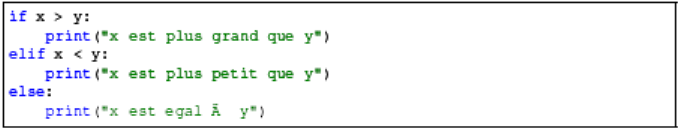 if x > y:
    print("x est plus grand que y")
elif x < y:
    print("x est plus petit que y")
else:
    print("x est egal Ã  y")